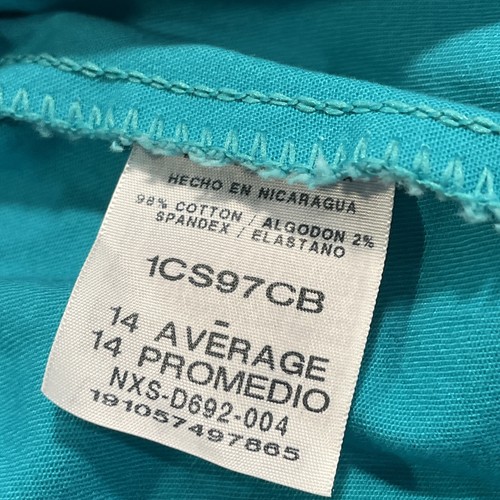 HECHO EN NICARAGUA
98% COTTON / ALGODON 2%
SPANDEX / ELASTANO
1CS97CB
14 AVERAGE
14 PROMEDIO
NXS-D692-004
191057497865